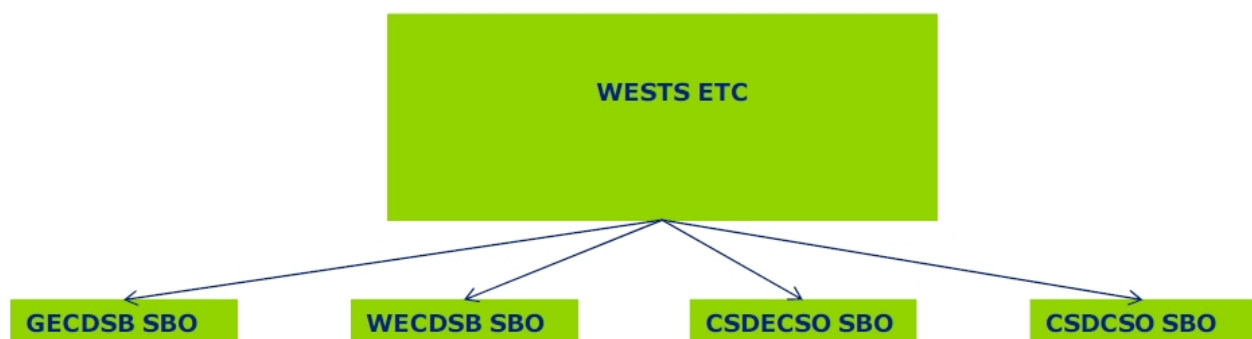 WESTS ETC
GECDSB SBO
WECDSB SBO
CSDECSO SBO
CSDCSO SBO